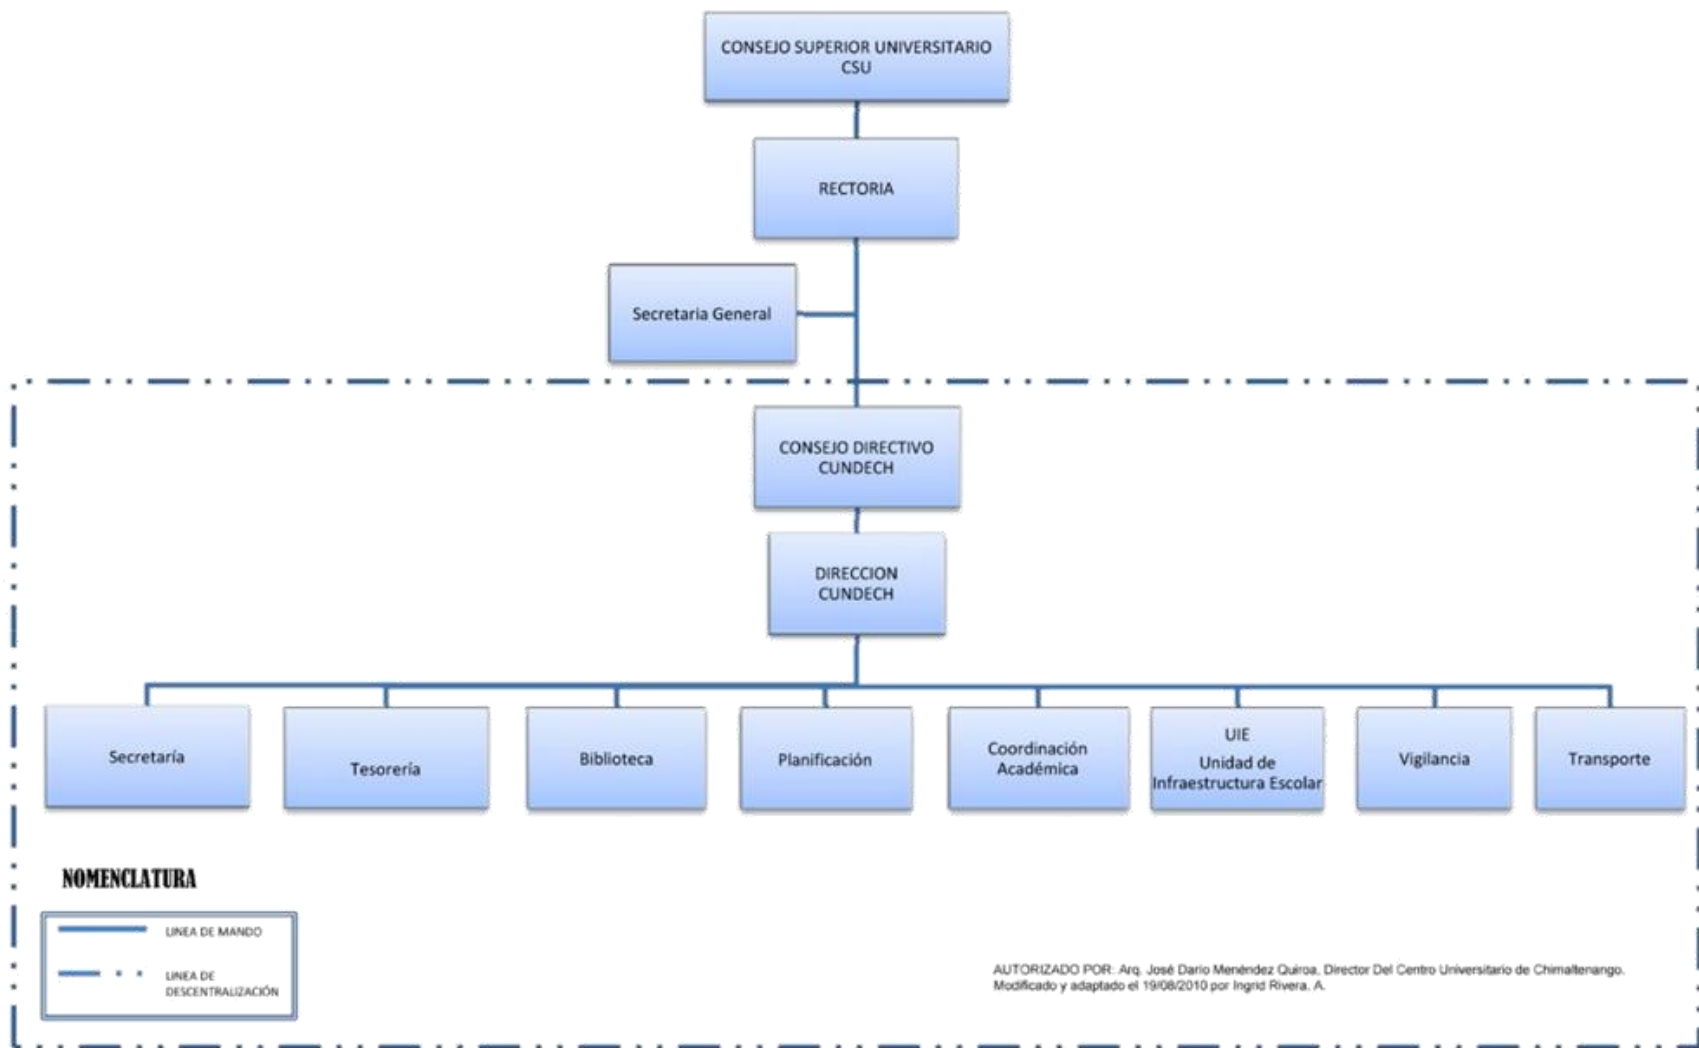 CONSEJO SUPERIOR UNIVERSITARIO
CSU
RECTORIA
Secretaria General
CONSEJO DIRECTIVO
CUNDECH
DIRECCION
CUNDECH
Secretaría
Tesorería
Biblioteca
Planificación
Coordinación
Académica
UIE
Unidad de
Infraestructura Escolar
Vigilancia
Transporte
NOMENCLATURA
LINEA DE MANDO
LINEA DE
DESCENTRALIZACIÓN
AUTORIZADO POR: Arq. José Dario Menéndez Quiroa. Director Del Centro Universitario de Chimaltenango.
Modificado y adaptado el 19/08/2010 por Ingrid Rivera. A.